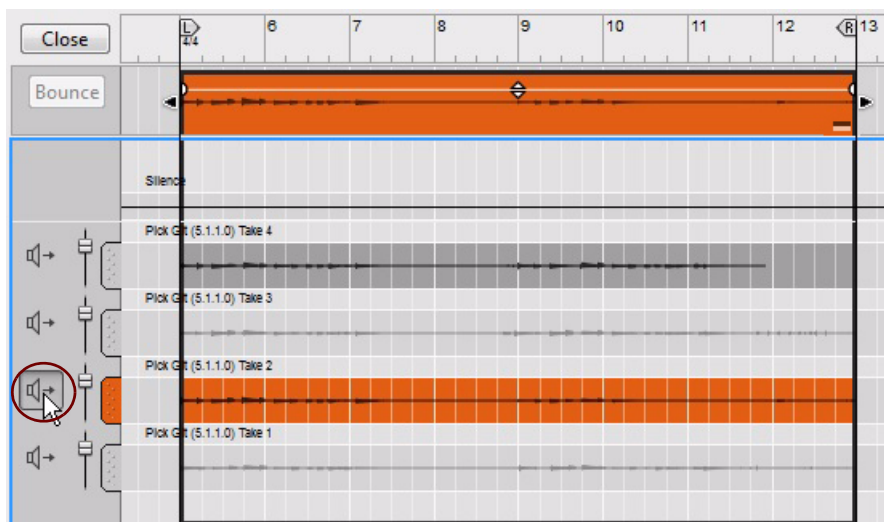 Close
L 6 7 8 9 10 11 12 R 13
4/4
Bounce
Silence
Pick Git (5.1.1.0) Take 4
Pick Git (5.1.1.0) Take 3
Pick Git (5.1.1.0) Take 2
Pick Git (5.1.1.0) Take 1